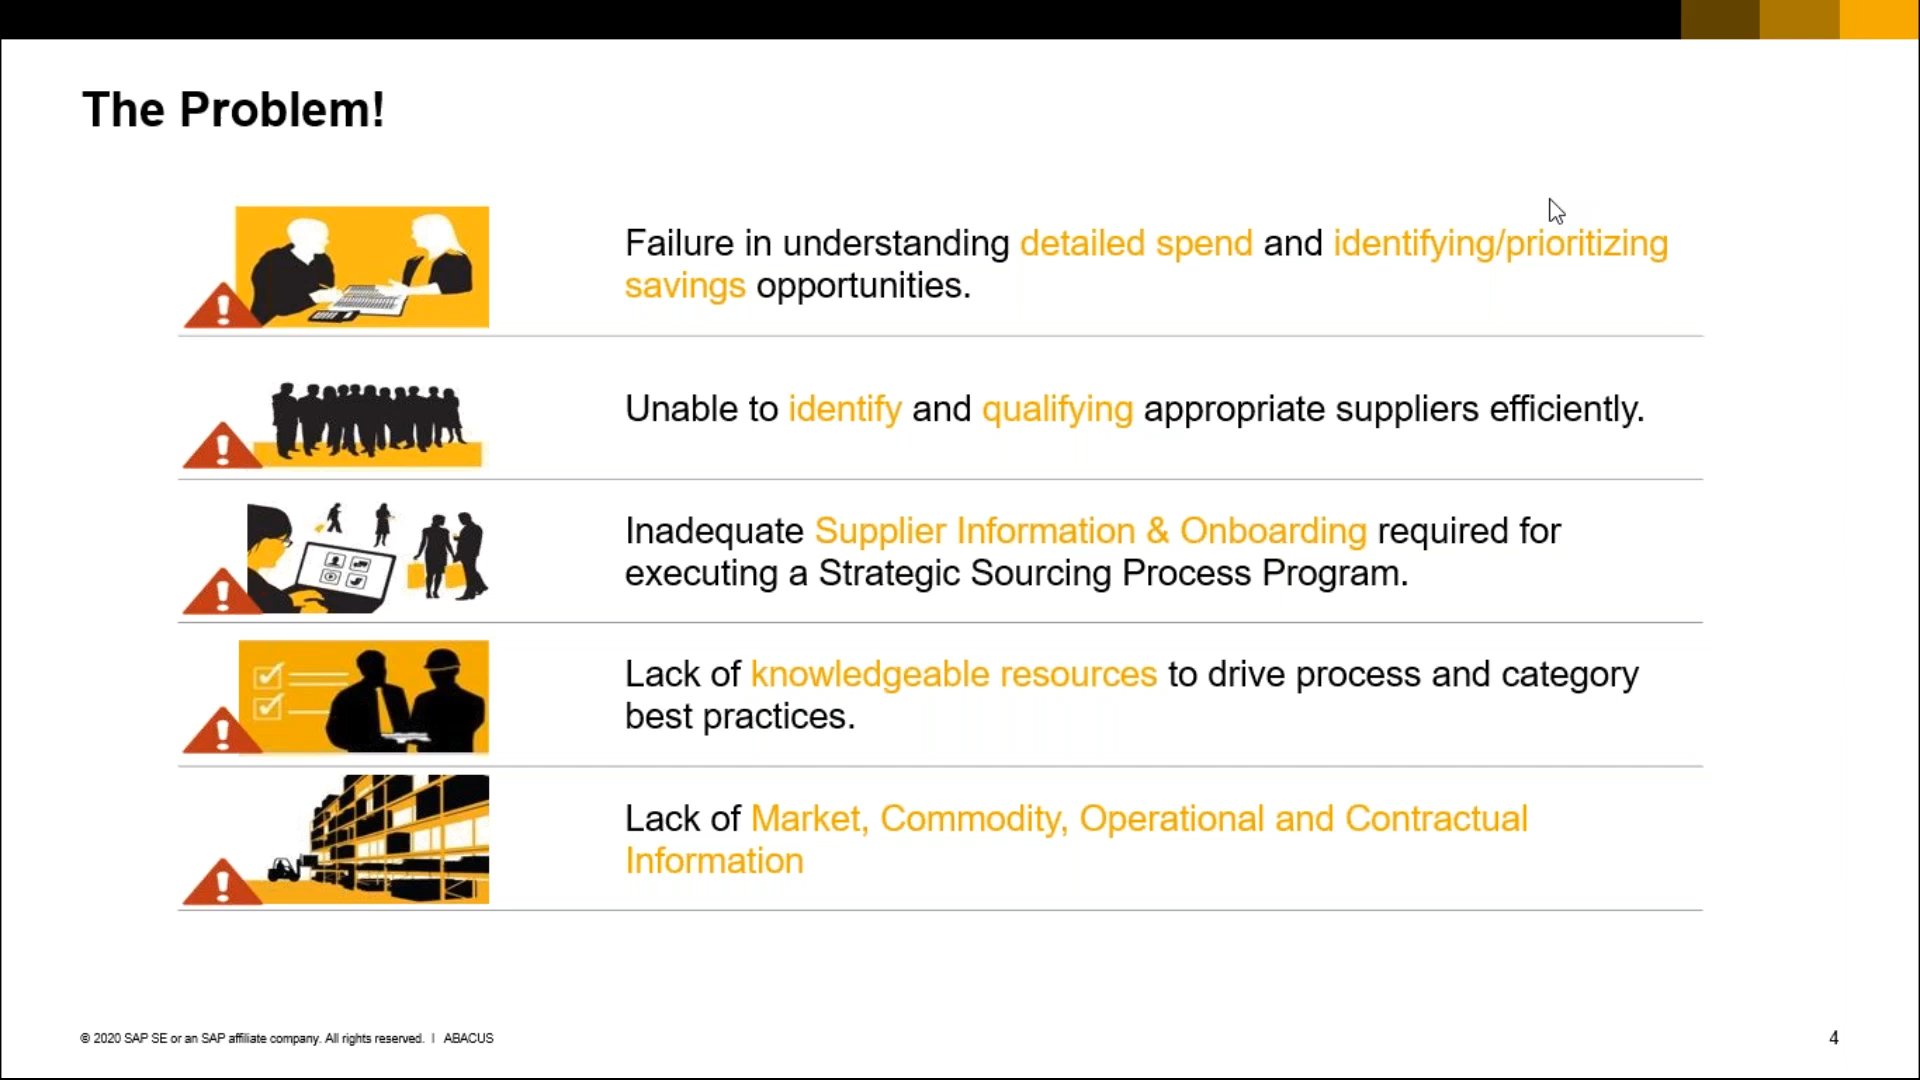 The Problem!
Failure in understanding detailed spend and identifying/prioritizing
savings opportunities.
Unable to identify and qualifying appropriate suppliers efficiently.
Inadequate Supplier Information & Onboarding required for
executing a Strategic Sourcing Process Program.
Lack of knowledgeable resources to drive process and category
best practices.
Lack of Market, Commodity, Operational and Contractual
Information
© 2020 SAP SE or an SAP affiliate company. All rights reserved. | ABACUS
4